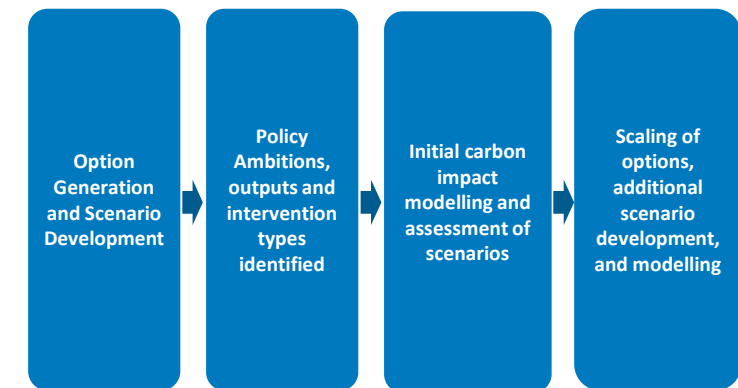 Option
Generation
and Scenario
Development
Policy
Ambitions,
outputs and
intervention
types
identified
Initial carbon
impact
modelling and
assessment of
scenarios
Scaling of
options,
additional
scenario
development,
and modelling